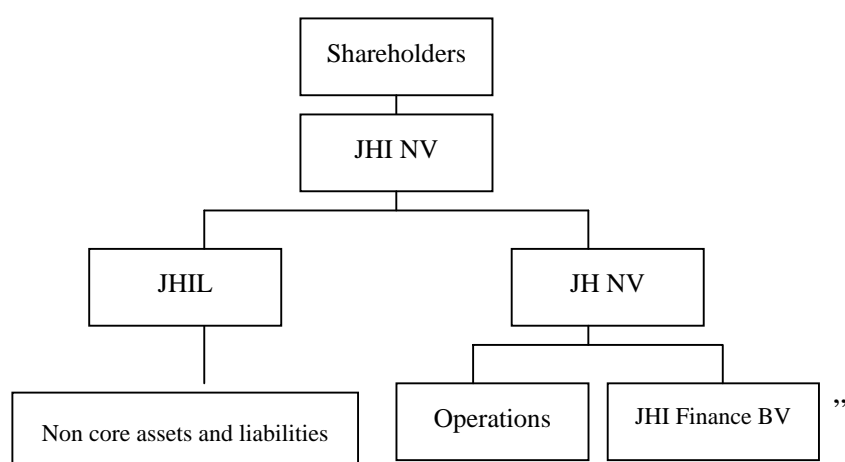 Shareholders
JHI NV
JHIL
JH NV
Non core assets and liabilities
Operations
JHI Finance BV
”